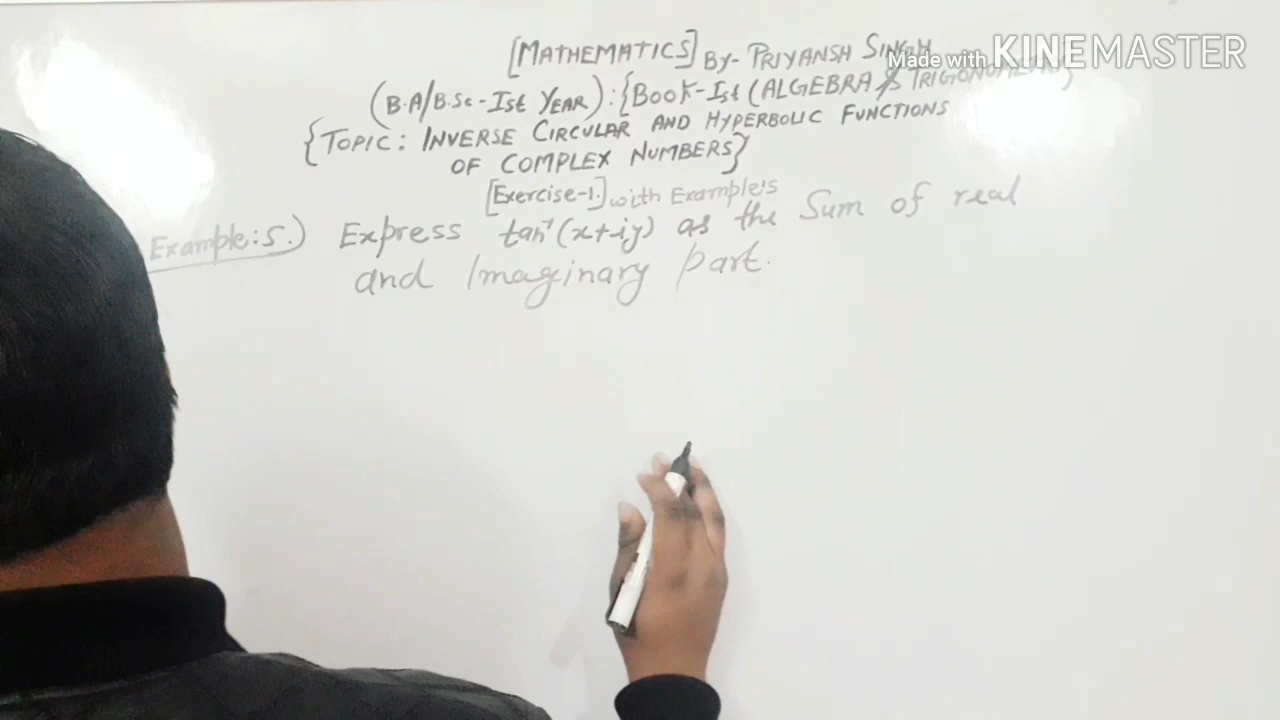 [MATHEMATICS] By- PRIYANSH SINGH
Made with KINEMASTER
(B.A/B.Sc-Ist YEAR):{BOOK-Ist (ALGEBRA & TRIGONOMETRY)}
{TOPIC: INVERSE CIRCULAR AND HYPERBOLIC FUNCTIONS
OF COMPLEX NUMBERS}
[Exercise-1.] with Example:s
Example:5.) Express tan⁻¹(x+iy) as the Sum of real
and Imaginary part.